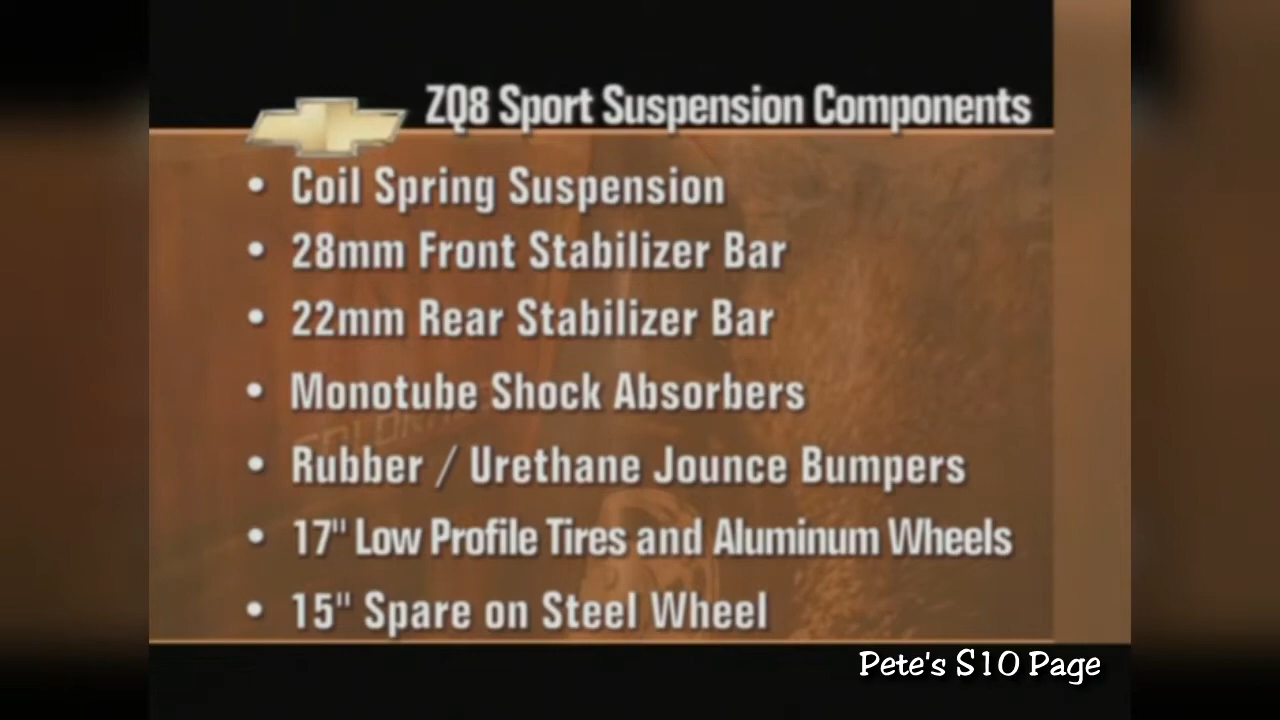 ZQ8 Sport Suspension Components
• Coil Spring Suspension
• 28mm Front Stabilizer Bar
• 22mm Rear Stabilizer Bar
• Monotube Shock Absorbers
• Rubber / Urethane Jounce Bumpers
• 17" Low Profile Tires and Aluminum Wheels
• 15" Spare on Steel Wheel
Pete's S10 Page